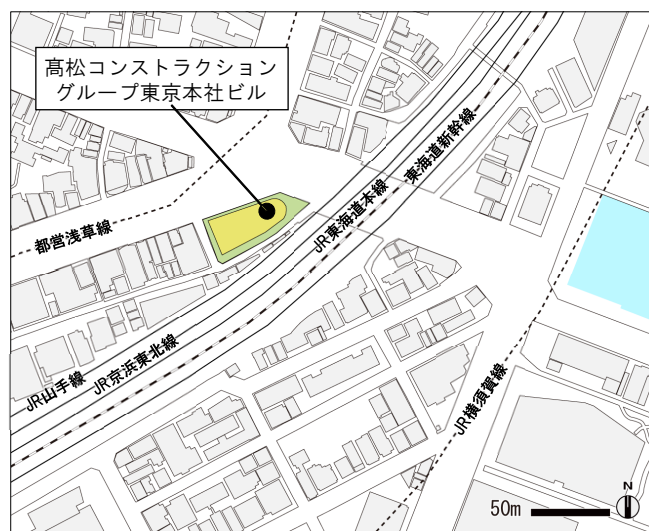 髙松コンストラクション
グループ東京本社ビル
都営浅草線
JR東海道本線
東海道新幹線
JR山手線
JR京浜東北線
JR横須賀線
50m
N